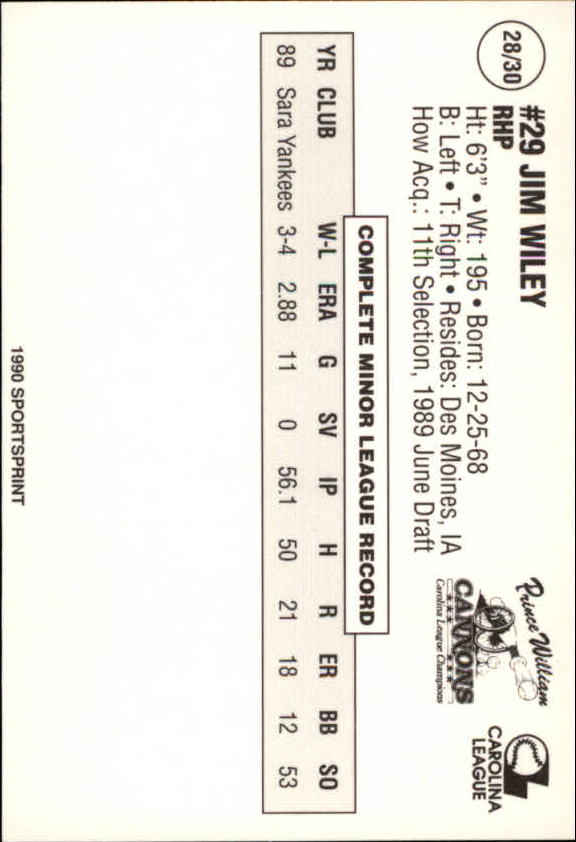 28/30
#29 JIM WILEY
RHP
Ht: 6'3" • Wt: 195 • Born: 12-25-68
B: Left • T: Right • Resides: Des Moines, IA
How Acq.: 11th Selection, 1989 June Draft
Prince William
CANNONS
Carolina League Champions
CAROLINA
LEAGUE
COMPLETE MINOR LEAGUE RECORD
YR CLUB W-L ERA G SV IP H R ER BB SO
89 Sara Yankees 3-4 2.88 11 0 56.1 50 21 18 12 53
1990 SPORTSPRINT